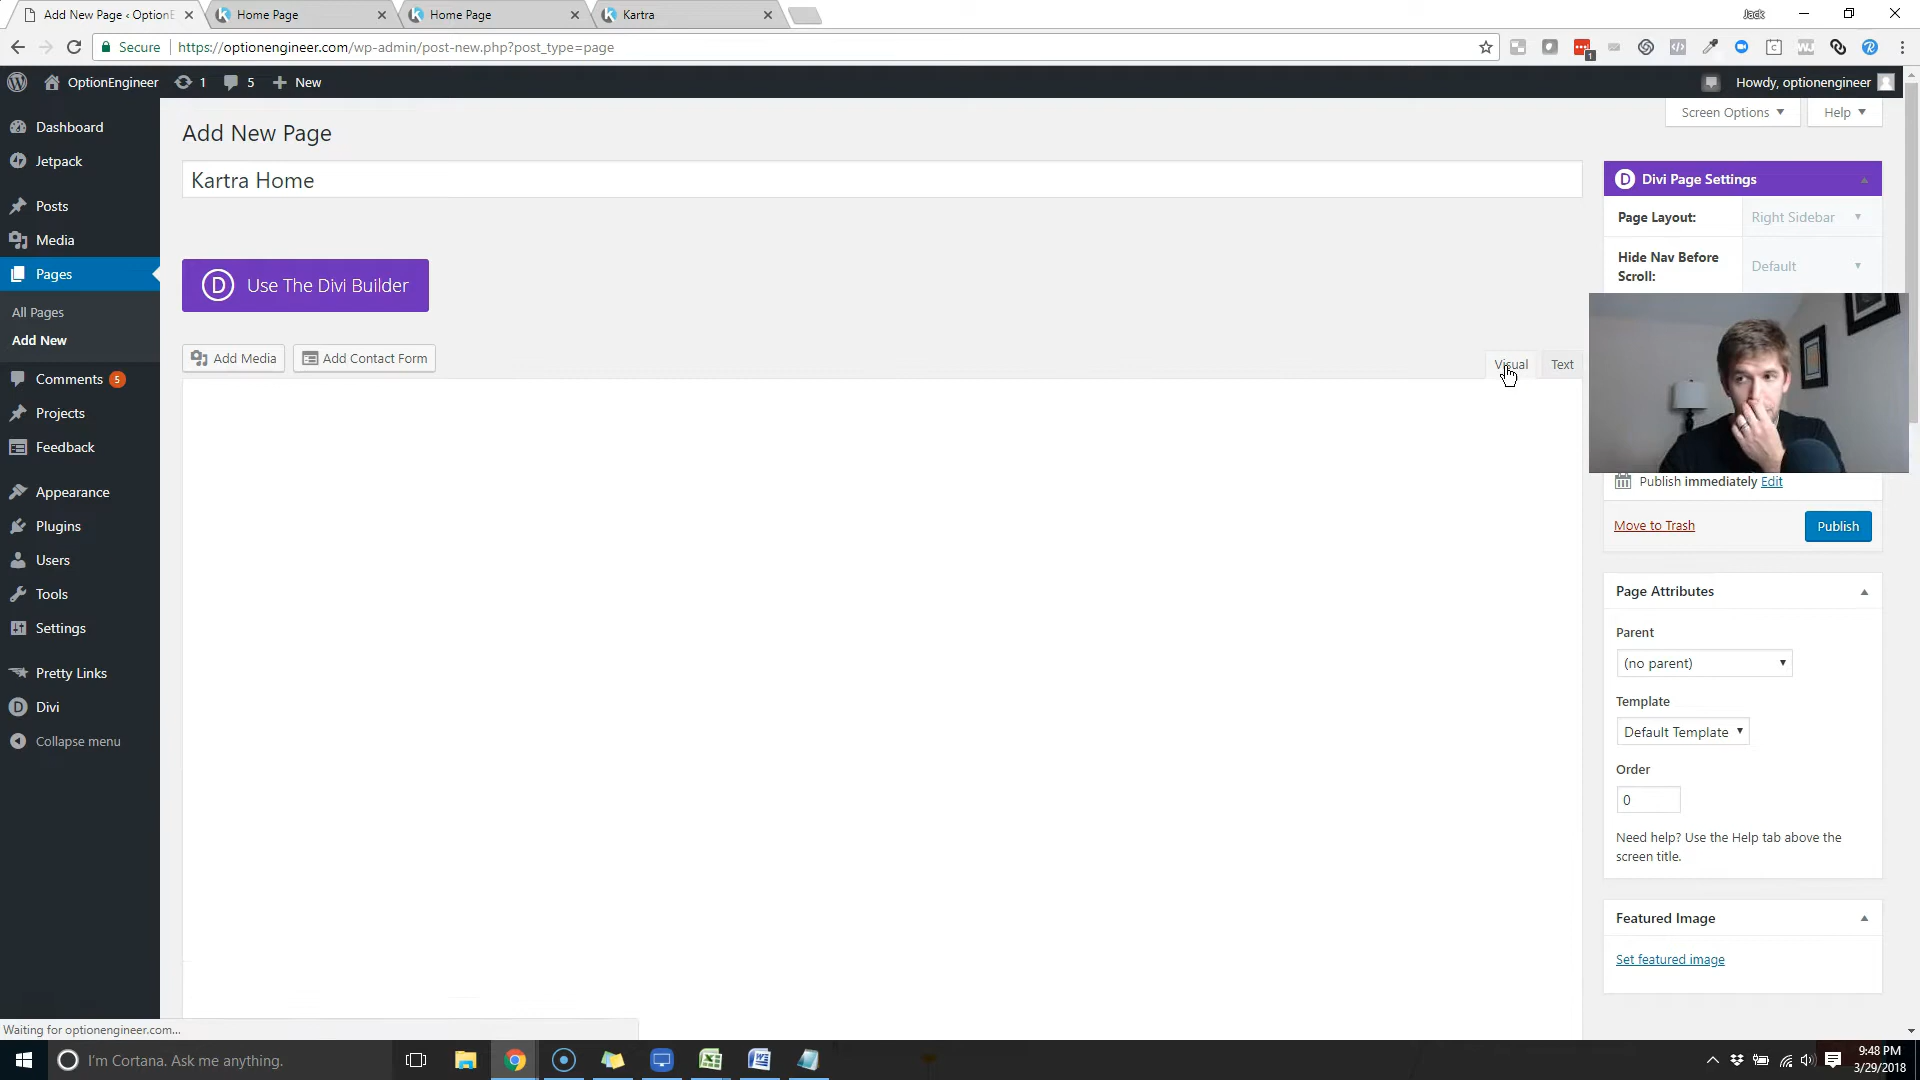 Add New Page ‹ OptionE
Home Page
Home Page
Kartra
Jack
Secure
https://optionengineer.com/wp-admin/post-new.php?post_type=page
1
OptionEngineer
1
5
New
Howdy, optionengineer
Dashboard
Jetpack
Posts
Media
Pages
All Pages
Add New
Comments 5
Projects
Feedback
Appearance
Plugins
Users
Tools
Settings
Pretty Links
Divi
Collapse menu
Screen Options
Help
Add New Page
Kartra Home
Use The Divi Builder
Add Media
Add Contact Form
Visual
Text
Divi Page Settings
Page Layout:
Right Sidebar
Hide Nav Before
Scroll:
Default
Publish immediately Edit
Move to Trash
Publish
Page Attributes
Parent
(no parent)
Template
Default Template
Order
0
Need help? Use the Help tab above the
screen title.
Featured Image
Set featured image
Waiting for optionengineer.com...
I'm Cortana. Ask me anything.
9:48 PM
3/29/2018